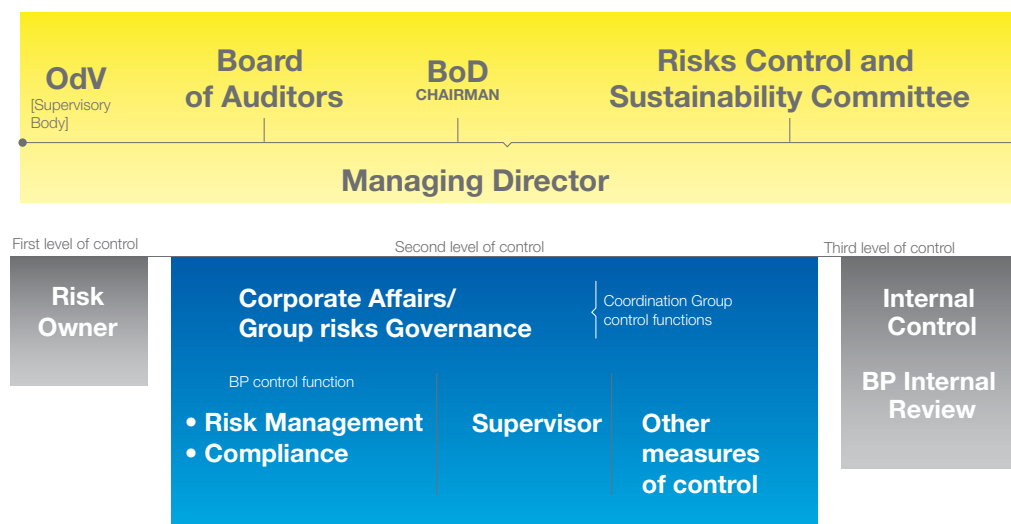 OdV
[Supervisory
Body]
Board
of Auditors
BoD
CHAIRMAN
Risks Control and
Sustainability Committee
Managing Director
First level of control
Second level of control
Third level of control
Risk
Owner
Corporate Affairs/
Group risks Governance
Coordination Group
control functions
BP control function
• Risk Management
• Compliance
Supervisor
Other
measures
of control
Internal
Control
BP Internal
Review